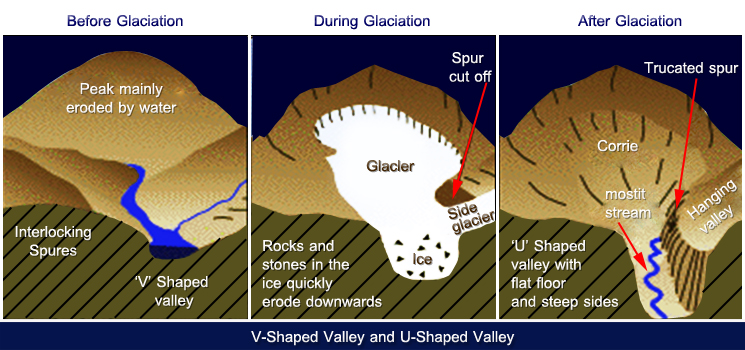 Before Glaciation
During Glaciation
After Glaciation
Peak mainly
eroded by water
Interlocking
Spures
'V' Shaped
valley
Spur
cut off
Glacier
Side
glacier
Ice
Rocks and
stones in the
ice quickly
erode downwards
Trucated spur
Corrie
mostit
stream
Hanging
valley
'U' Shaped
valley with
flat floor
and steep sides
V-Shaped Valley and U-Shaped Valley